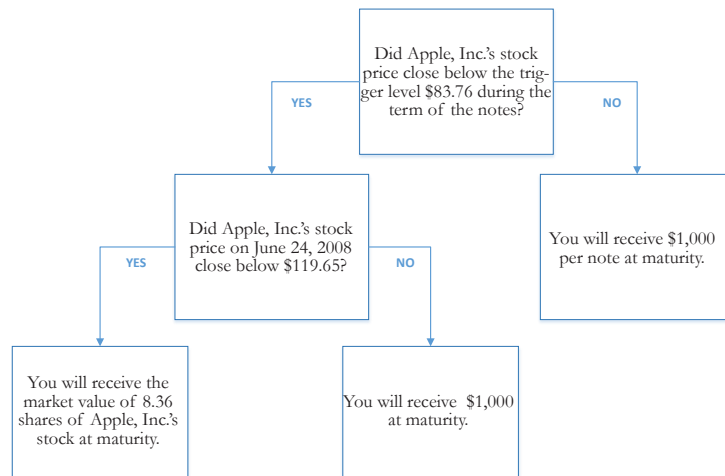 Did Apple, Inc.'s stock
price close below the trig-
ger level $83.76 during the
term of the notes?
YES
NO
Did Apple, Inc.'s stock
price on June 24, 2008
close below $119.65?
You will receive $1,000
per note at maturity.
YES
NO
You will receive the
market value of 8.36
shares of Apple, Inc.'s
stock at maturity.
You will receive $1,000
at maturity.